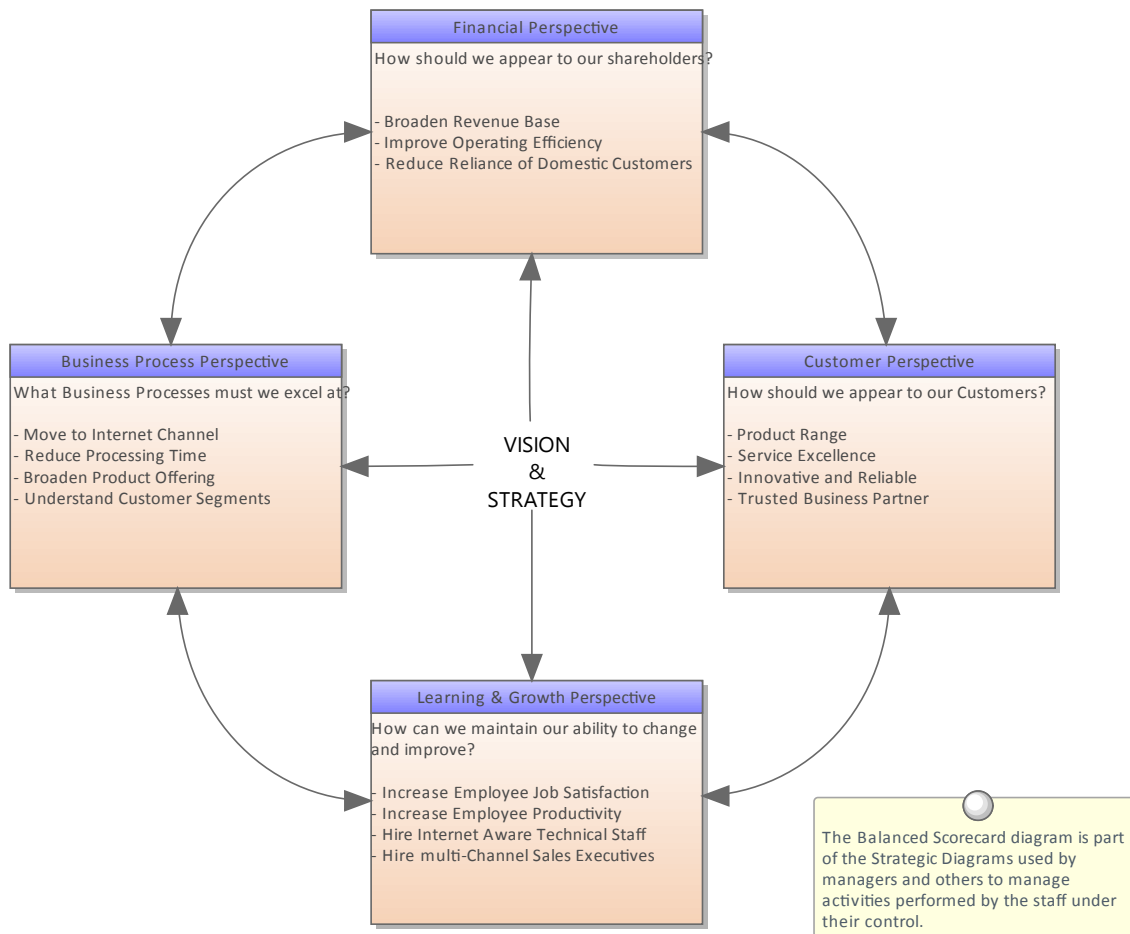 Financial Perspective
How should we appear to our shareholders?
- Broaden Revenue Base
- Improve Operating Efficiency
- Reduce Reliance of Domestic Customers
Business Process Perspective
What Business Processes must we excel at?
- Move to Internet Channel
- Reduce Processing Time
- Broaden Product Offering
- Understand Customer Segments
VISION
&
STRATEGY
Customer Perspective
How should we appear to our Customers?
- Product Range
- Service Excellence
- Innovative and Reliable
- Trusted Business Partner
Learning & Growth Perspective
How can we maintain our ability to change
and improve?
- Increase Employee Job Satisfaction
- Increase Employee Productivity
- Hire Internet Aware Technical Staff
- Hire multi-Channel Sales Executives
The Balanced Scorecard diagram is part
of the Strategic Diagrams used by
managers and others to manage
activities performed by the staff under
their control.